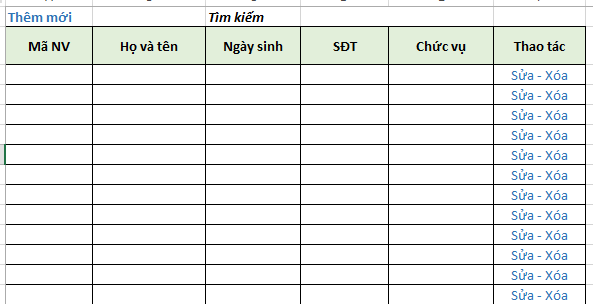 Thêm mới Tìm kiếm
Mã NV Họ và tên Ngày sinh SĐT Chức vụ Thao tác
Sửa - Xóa
Sửa - Xóa
Sửa - Xóa
Sửa - Xóa
Sửa - Xóa
Sửa - Xóa
Sửa - Xóa
Sửa - Xóa
Sửa - Xóa
Sửa - Xóa
Sửa - Xóa
Sửa - Xóa